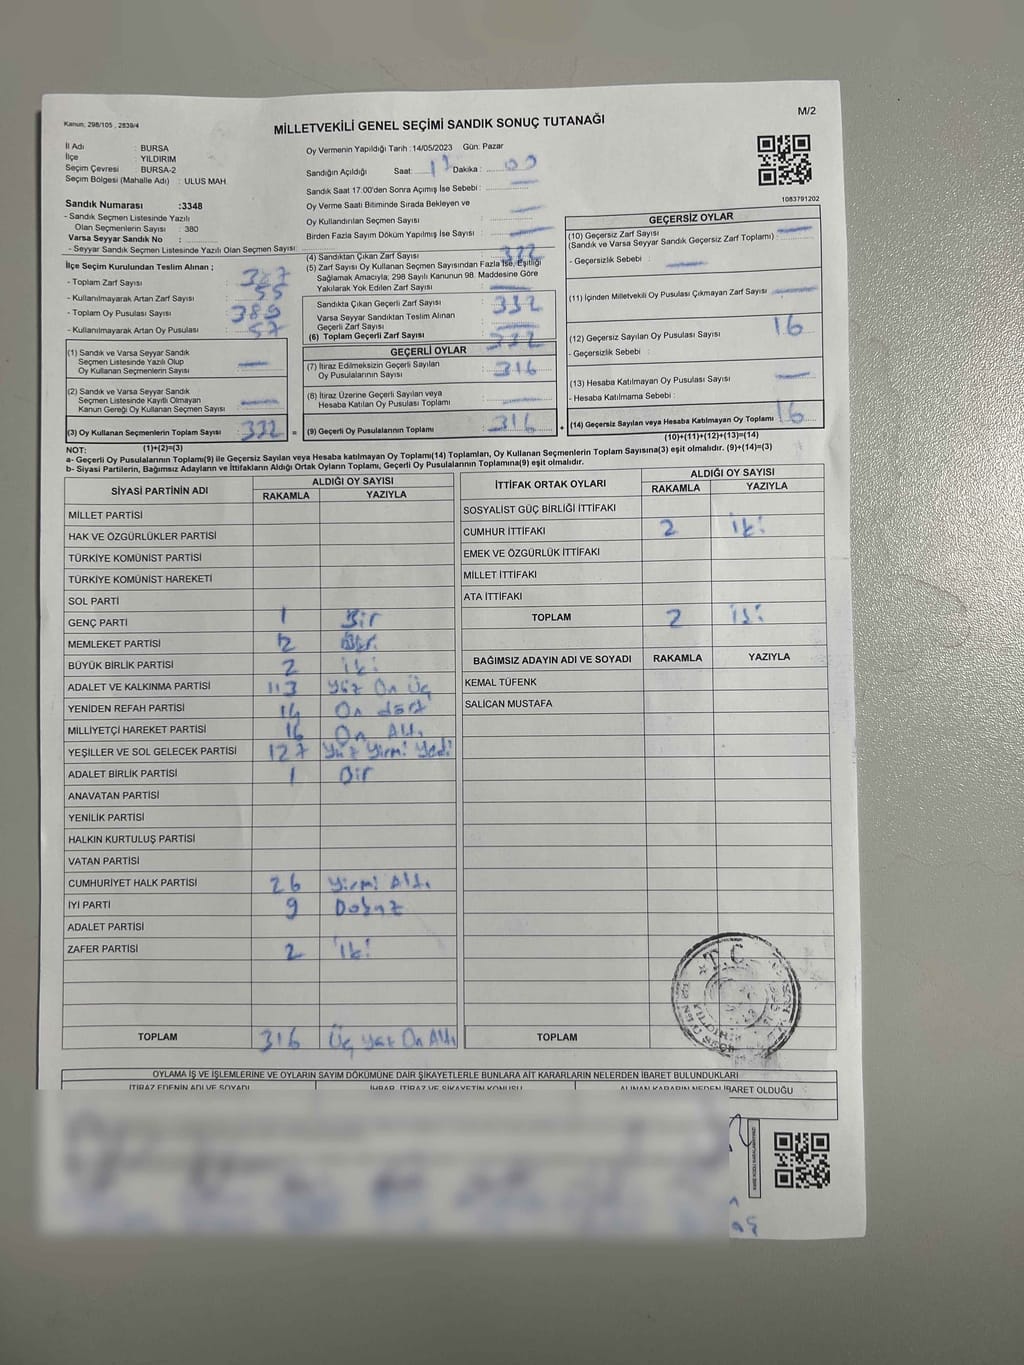 Kanun; 298/105 , 2839/4
MİLLETVEKİLİ GENEL SEÇİMİ SANDIK SONUÇ TUTANAĞI
M/2
İl Adı : BURSA
İlçe : YILDIRIM
Seçim Çevresi : BURSA-2
Seçim Bölgesi (Mahalle Adı) : ULUS MAH.
Sandık Numarası :3348
- Sandık Seçmen Listesinde Yazılı
Olan Seçmenlerin Sayısı : 380
Varsa Seyyar Sandık No :
- Seyyar Sandık Seçmen Listesinde Yazılı Olan Seçmen Sayısı:
Oy Vermenin Yapıldığı Tarih : 14/05/2023 Gün: Pazar
Sandığın Açıldığı Saat: Dakika : 00
Sandık Saat 17:00'den Sonra Açımış İse Sebebi : —
Oy Verme Saati Bitiminde Sırada Bekleyen ve
Oy Kullandırılan Seçmen Sayısı : —
Birden Fazla Sayım Döküm Yapılmış İse Sayısı : —
1083791202
İlçe Seçim Kurulundan Teslim Alınan ;
- Toplam Zarf Sayısı : 387
- Kullanılmayarak Artan Zarf Sayısı : 55
- Toplam Oy Pusulası Sayısı : 389
- Kullanılmayarak Artan Oy Pusulası : 57
(1) Sandık ve Varsa Seyyar Sandık
Seçmen Listesinde Yazılı Olup
Oy Kullanan Seçmenlerin Sayısı : —
(2) Sandık ve Varsa Seyyar Sandık
Seçmen Listesinde Kayıtlı Olmayan
Kanun Gereği Oy Kullanan Seçmen Sayısı : —
(3) Oy Kullanan Seçmenlerin Toplam Sayısı : 332 =
(1)+(2)=(3)
(4) Sandıktan Çıkan Zarf Sayısı : 332
(5) Zarf Sayısı Oy Kullanan Seçmen Sayısından Fazla İse, Eşitliği
Sağlamak Amacıyla; 298 Sayılı Kanunun 98. Maddesine Göre
Yakılarak Yok Edilen Zarf Sayısı : —
Sandıkta Çıkan Geçerli Zarf Sayısı : 332
Varsa Seyyar Sandıktan Teslim Alınan
Geçerli Zarf Sayısı : —
(6) Toplam Geçerli Zarf Sayısı : 332
GEÇERLİ OYLAR
(7) İtiraz Edilmeksizin Geçerli Sayılan
Oy Pusulalarının Sayısı : 316
(8) İtiraz Üzerine Geçerli Sayılan veya
Hesaba Katılan Oy Pusulası Toplamı : —
(9) Geçerli Oy Pusulalarının Toplamı : 316 +
GEÇERSİZ OYLAR
(10) Geçersiz Zarf Sayısı
(Sandık ve Varsa Seyyar Sandık Geçersiz Zarf Toplamı) : —
- Geçersizlik Sebebi : —
(11) İçinden Milletvekili Oy Pusulası Çıkmayan Zarf Sayısı : —
(12) Geçersiz Sayılan Oy Pusulası Sayısı : 16
- Geçersizlik Sebebi :
(13) Hesaba Katılmayan Oy Pusulası Sayısı : —
- Hesaba Katılmama Sebebi :
(14) Geçersiz Sayılan veya Hesaba Katılmayan Oy Toplamı : 16
(10)+(11)+(12)+(13)=(14)
NOT:
a- Geçerli Oy Pusulalarının Toplamı(9) ile Geçersiz Sayılan veya Hesaba katılmayan Oy Toplamı(14) Toplamları, Oy Kullanan Seçmenlerin Toplam Sayısına(3) eşit olmalıdır. (9)+(14)=(3)
b- Siyasi Partilerin, Bağımsız Adayların ve İttifakların Aldığı Ortak Oyların Toplamı, Geçerli Oy Pusulalarının Toplamına(9) eşit olmalıdır.
SİYASİ PARTİNİN ADI ALDIĞI OY SAYISI
RAKAMLA YAZIYLA
MİLLET PARTİSİ
HAK VE ÖZGÜRLÜKLER PARTİSİ
TÜRKİYE KOMÜNİST PARTİSİ
TÜRKİYE KOMÜNİST HAREKETİ
SOL PARTİ
GENÇ PARTİ 1 Bir
MEMLEKET PARTİSİ 2
BÜYÜK BİRLİK PARTİSİ 2 iki
ADALET VE KALKINMA PARTİSİ 113 Yüz On Üç
YENİDEN REFAH PARTİSİ 14 On dört
MİLLİYETÇİ HAREKET PARTİSİ 16 On Altı
YEŞİLLER VE SOL GELECEK PARTİSİ 127 Yüz Yirmi Yedi
ADALET BİRLİK PARTİSİ 1 Bir
ANAVATAN PARTİSİ
YENİLİK PARTİSİ
HALKIN KURTULUŞ PARTİSİ
VATAN PARTİSİ
CUMHURİYET HALK PARTİSİ 26 Yirmi Altı
İYİ PARTİ 9 Dokuz
ADALET PARTİSİ
ZAFER PARTİSİ 2 iki
TOPLAM 316 Üç Yüz On Altı
İTTİFAK ORTAK OYLARI ALDIĞI OY SAYISI
RAKAMLA YAZIYLA
SOSYALİST GÜÇ BİRLİĞİ İTTİFAKI
CUMHUR İTTİFAKI 2 iki
EMEK VE ÖZGÜRLÜK İTTİFAKI
MİLLET İTTİFAKI
ATA İTTİFAKI
TOPLAM 2 iki
BAĞIMSIZ ADAYIN ADI VE SOYADI RAKAMLA YAZIYLA
KEMAL TÜFENK
SALİCAN MUSTAFA
TOPLAM
T.C.
OYLAMA İŞ VE İŞLEMLERİNE VE OYLARIN SAYIM DÖKÜMÜNE DAİR ŞİKAYETLERLE BUNLARA AİT KARARLARIN NELERDEN İBARET BULUNDUKLARI
İTİRAZ EDENİN ADI VE SOYADI İHBAR, İTİRAZ VE ŞİKAYETİN KONUSU ALINAN KARARIN NEDEN İBARET OLDUĞU